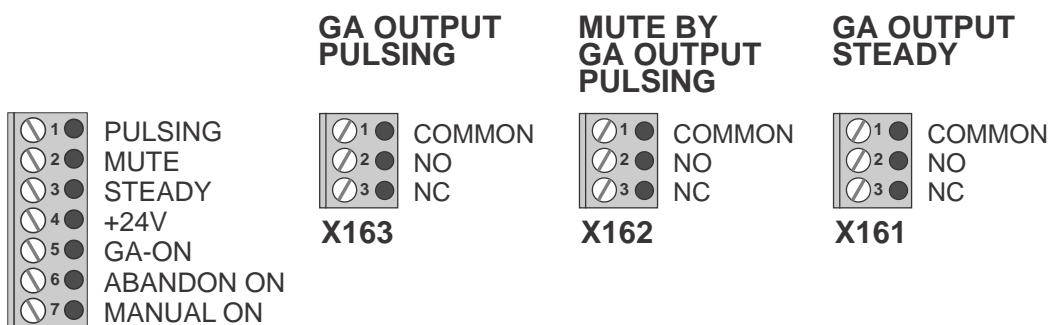 GA OUTPUT
PULSING
MUTE BY
GA OUTPUT
PULSING
GA OUTPUT
STEADY
1 PULSING
2 MUTE
3 STEADY
4 +24V
5 GA-ON
6 ABANDON ON
7 MANUAL ON
1 COMMON
2 NO
3 NC
X163
1 COMMON
2 NO
3 NC
X162
1 COMMON
2 NO
3 NC
X161